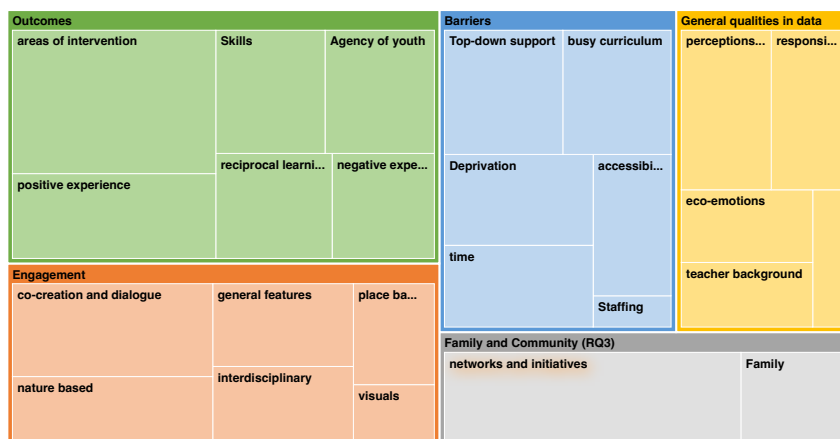 Outcomes
areas of intervention
Skills
Agency of youth
reciprocal learni...
negative expe...
positive experience
Engagement
co-creation and dialogue
general features
place ba...
nature based
interdisciplinary
visuals
Barriers
Top-down support
busy curriculum
Deprivation
accessibi...
time
Staffing
General qualities in data
perceptions...
responsi...
eco-emotions
teacher background
Family and Community (RQ3)
networks and initiatives
Family